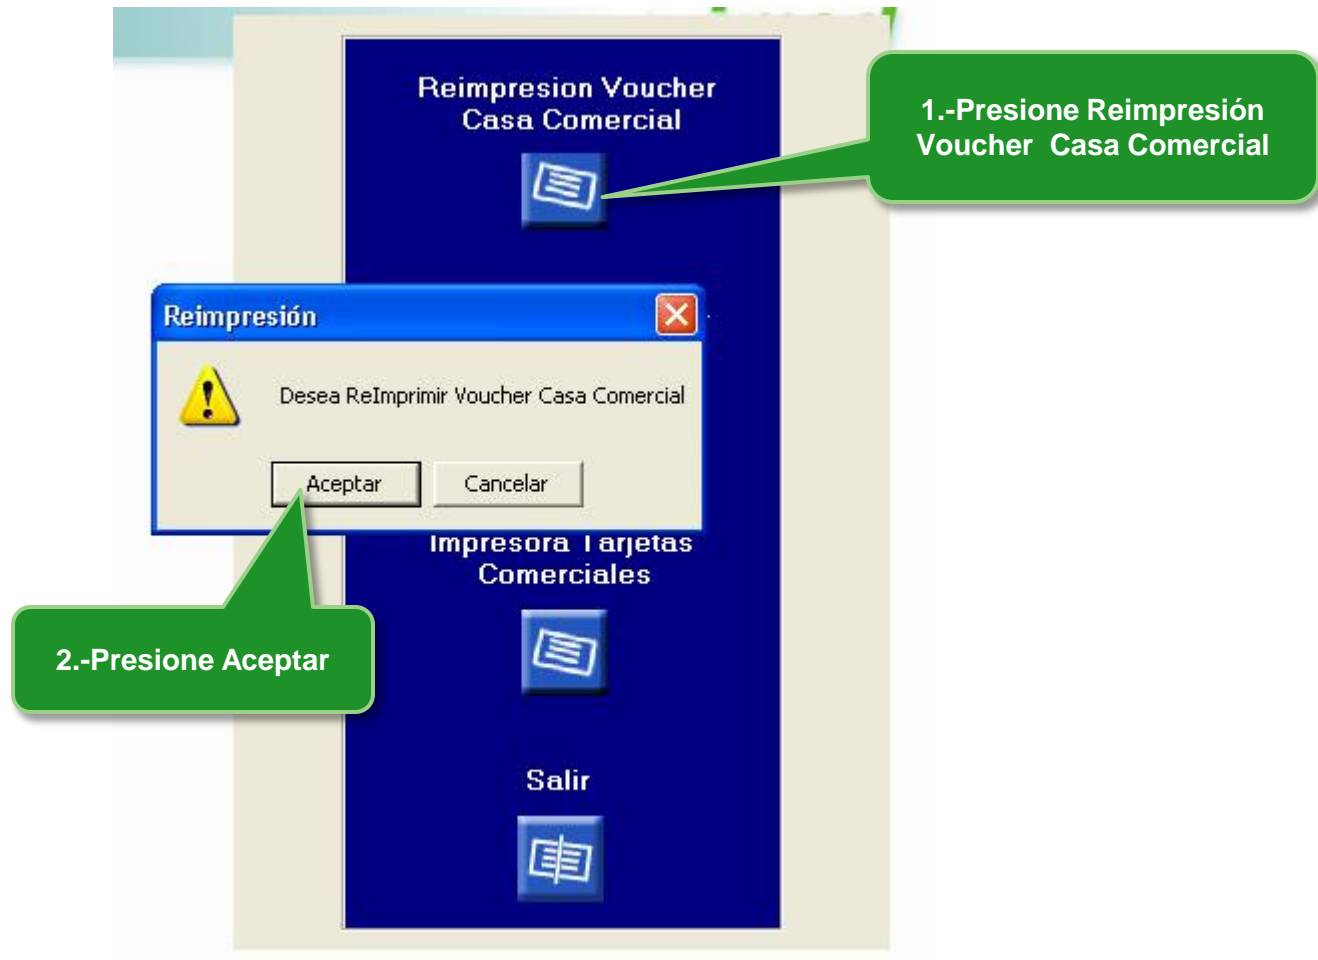 Reimpresion Voucher
Casa Comercial
1.-Presione Reimpresión
Voucher Casa Comercial
Reimpresión
Desea ReImprimir Voucher Casa Comercial
Aceptar
Cancelar
Impresora Tarjetas
Comerciales
2.-Presione Aceptar
Salir